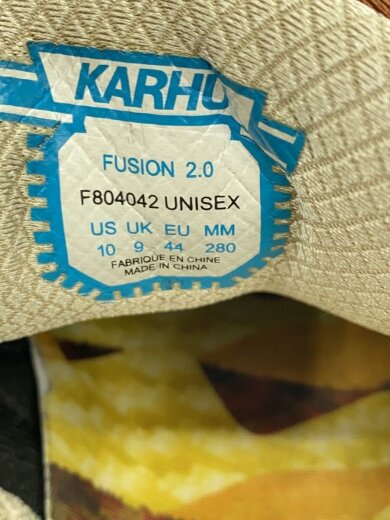 KARHU
FUSION 2.0
F804042 UNISEX
US UK EU MM
10 9 44 280
FABRIQUE EN CHINE
MADE IN CHINA